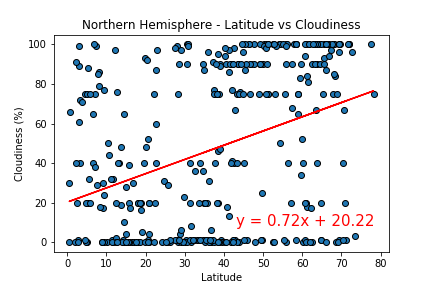 Northern Hemisphere - Latitude vs Cloudiness
100
80
60
40
20
0
Cloudiness (%)
y = 0.72x + 20.22
0 10 20 30 40 50 60 70 80
Latitude